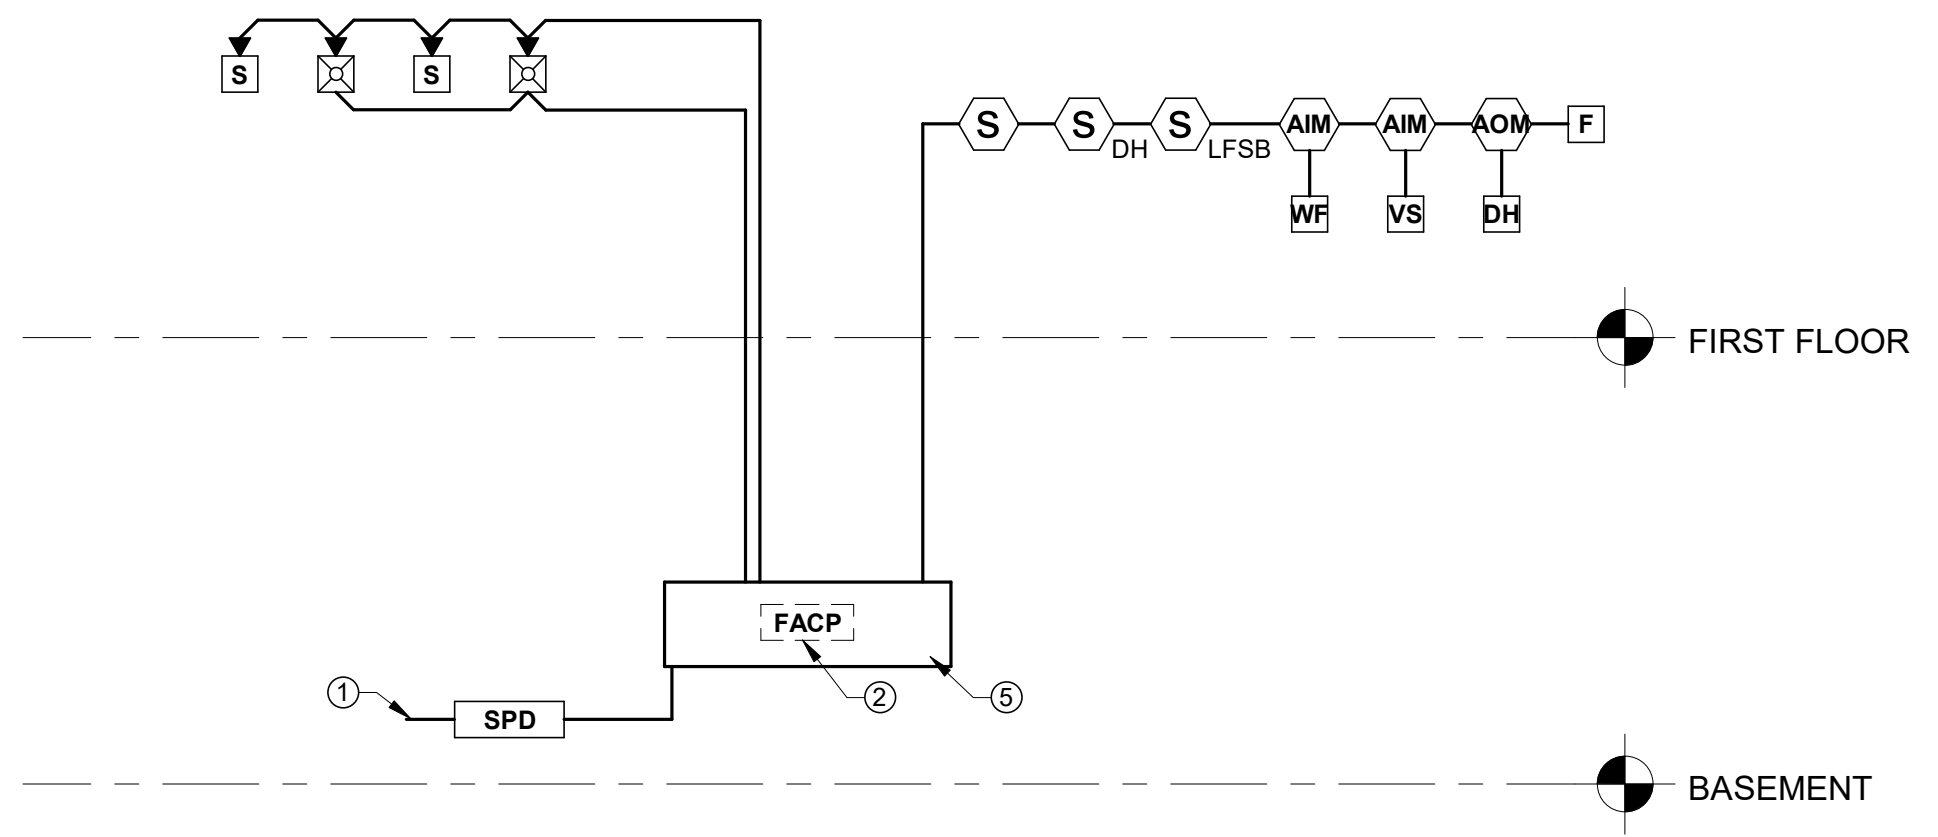 S
S
S
S
S
AIM
AIM
AOM
F
DH
LFSB
WF
VS
DH
FIRST FLOOR
FACP
1
2
5
SPD
BASEMENT